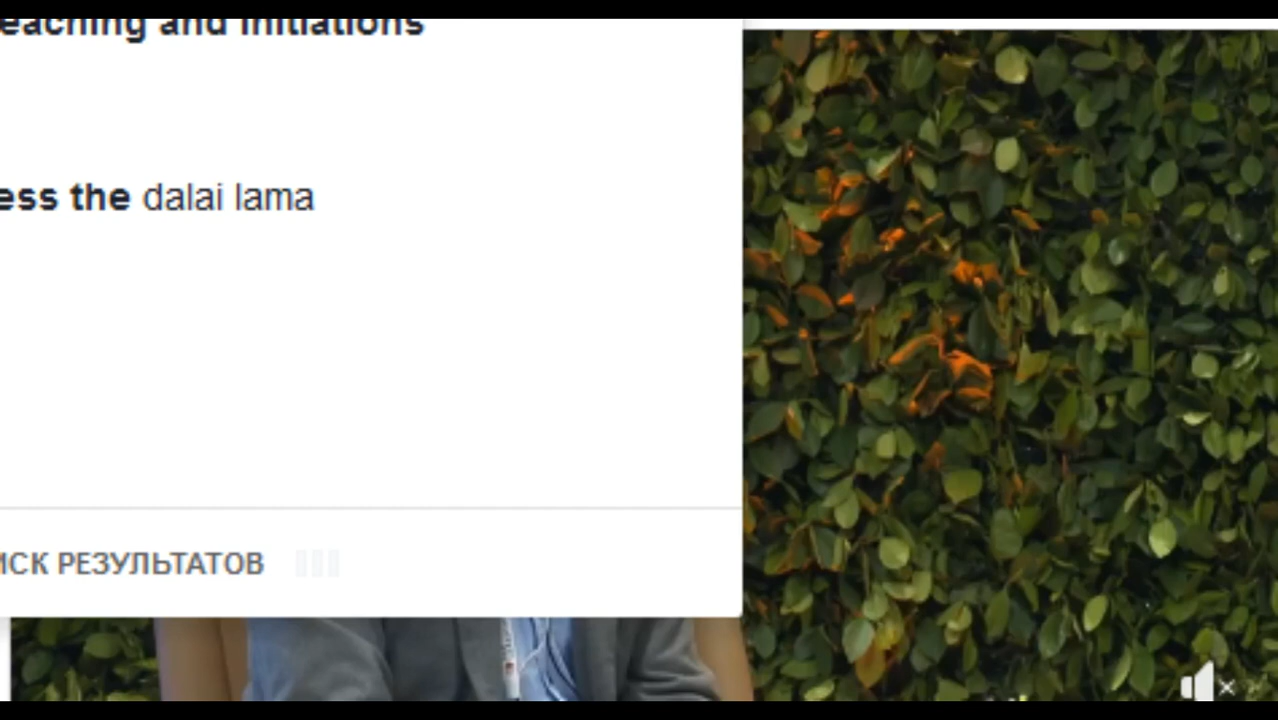 eaching and initiations
ess the dalai lama
ИСК РЕЗУЛЬТАТОВ